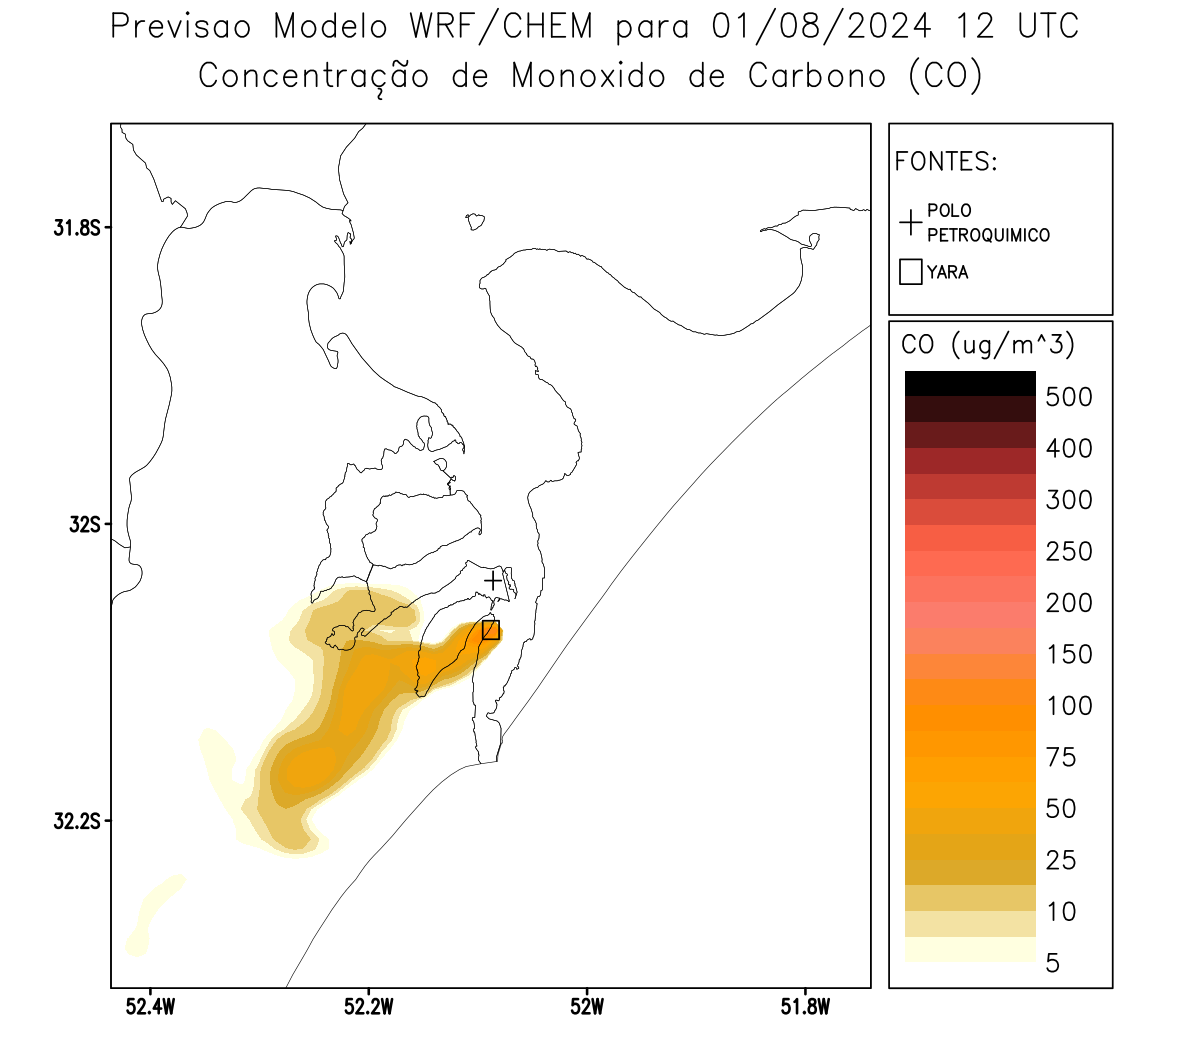 Previsao Modelo WRF/CHEM para 01/08/2024 12 UTC
Concentração de Monoxido de Carbono (CO)
FONTES:
POLO
PETROQUIMICO
YARA
CO (ug/m^3)
500
400
300
250
200
150
100
75
50
25
10
5
31.8S
32S
32.2S
52.4W
52.2W
52W
51.8W